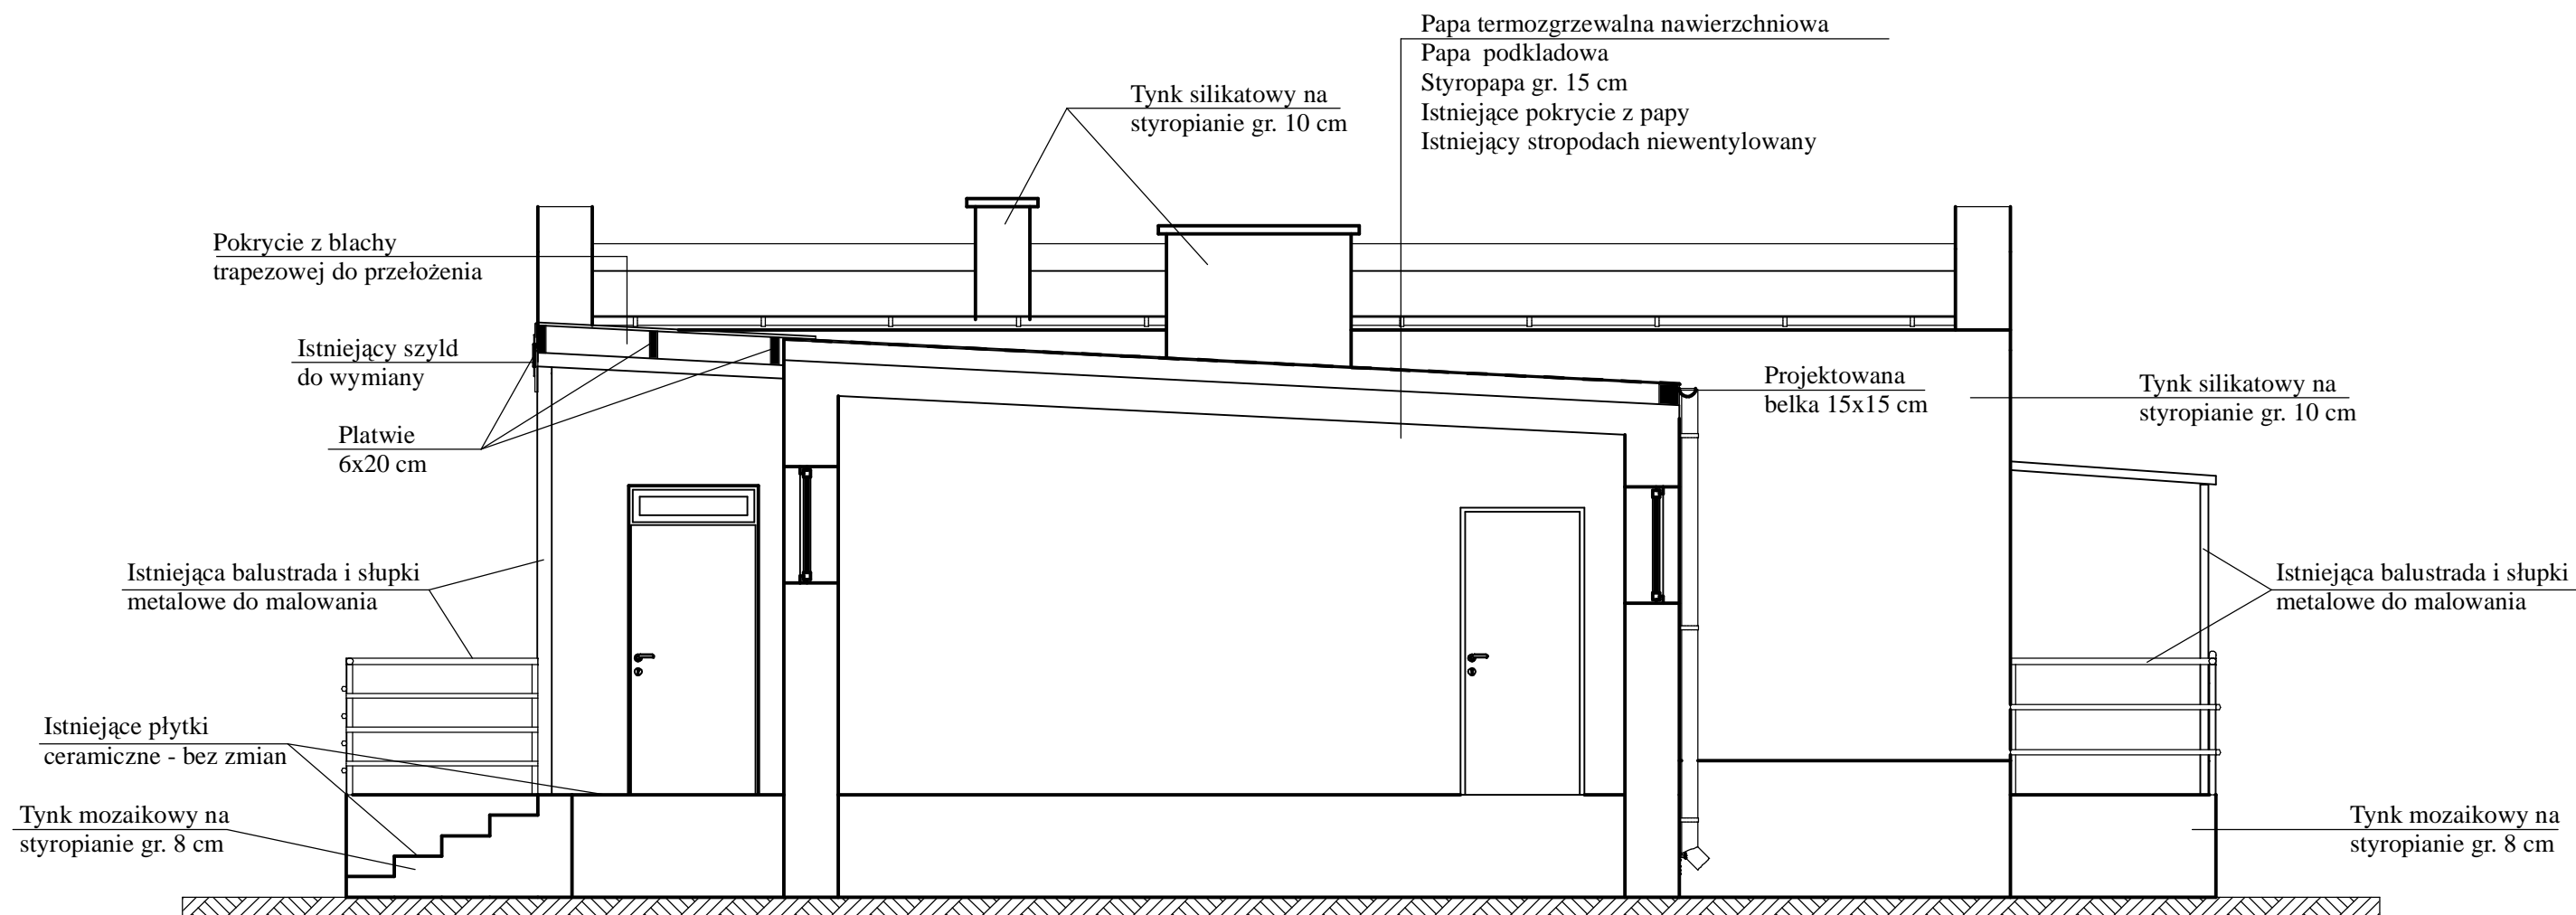 Papa termozgrzewalna nawierzchniowa
Papa podkladowa
Styropapa gr. 15 cm
Istniejące pokrycie z papy
Istniejący stropodach niewentylowany
Tynk silikatowy na
styropianie gr. 10 cm
Pokrycie z blachy
trapezowej do przełożenia
Istniejący szyld
do wymiany
Platwie
6x20 cm
Projektowana
belka 15x15 cm
Tynk silikatowy na
styropianie gr. 10 cm
Istniejąca balustrada i słupki
metalowe do malowania
Istniejąca balustrada i słupki
metalowe do malowania
Istniejące płytki
ceramiczne - bez zmian
Tynk mozaikowy na
styropianie gr. 8 cm
Tynk mozaikowy na
styropianie gr. 8 cm